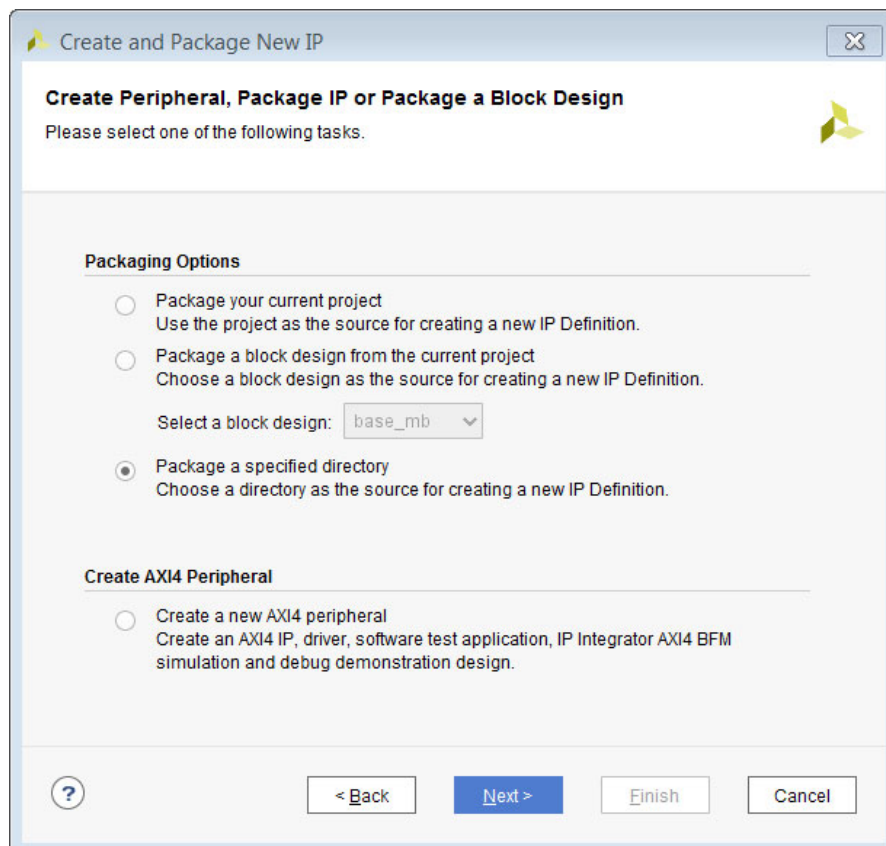 Create and Package New IP
Create Peripheral, Package IP or Package a Block Design
Please select one of the following tasks.
Packaging Options
Package your current project
Use the project as the source for creating a new IP Definition.
Package a block design from the current project
Choose a block design as the source for creating a new IP Definition.
Select a block design: base_mb
Package a specified directory
Choose a directory as the source for creating a new IP Definition.
Create AXI4 Peripheral
Create a new AXI4 peripheral
Create an AXI4 IP, driver, software test application, IP Integrator AXI4 BFM
simulation and debug demonstration design.
? < Back Next > Finish Cancel